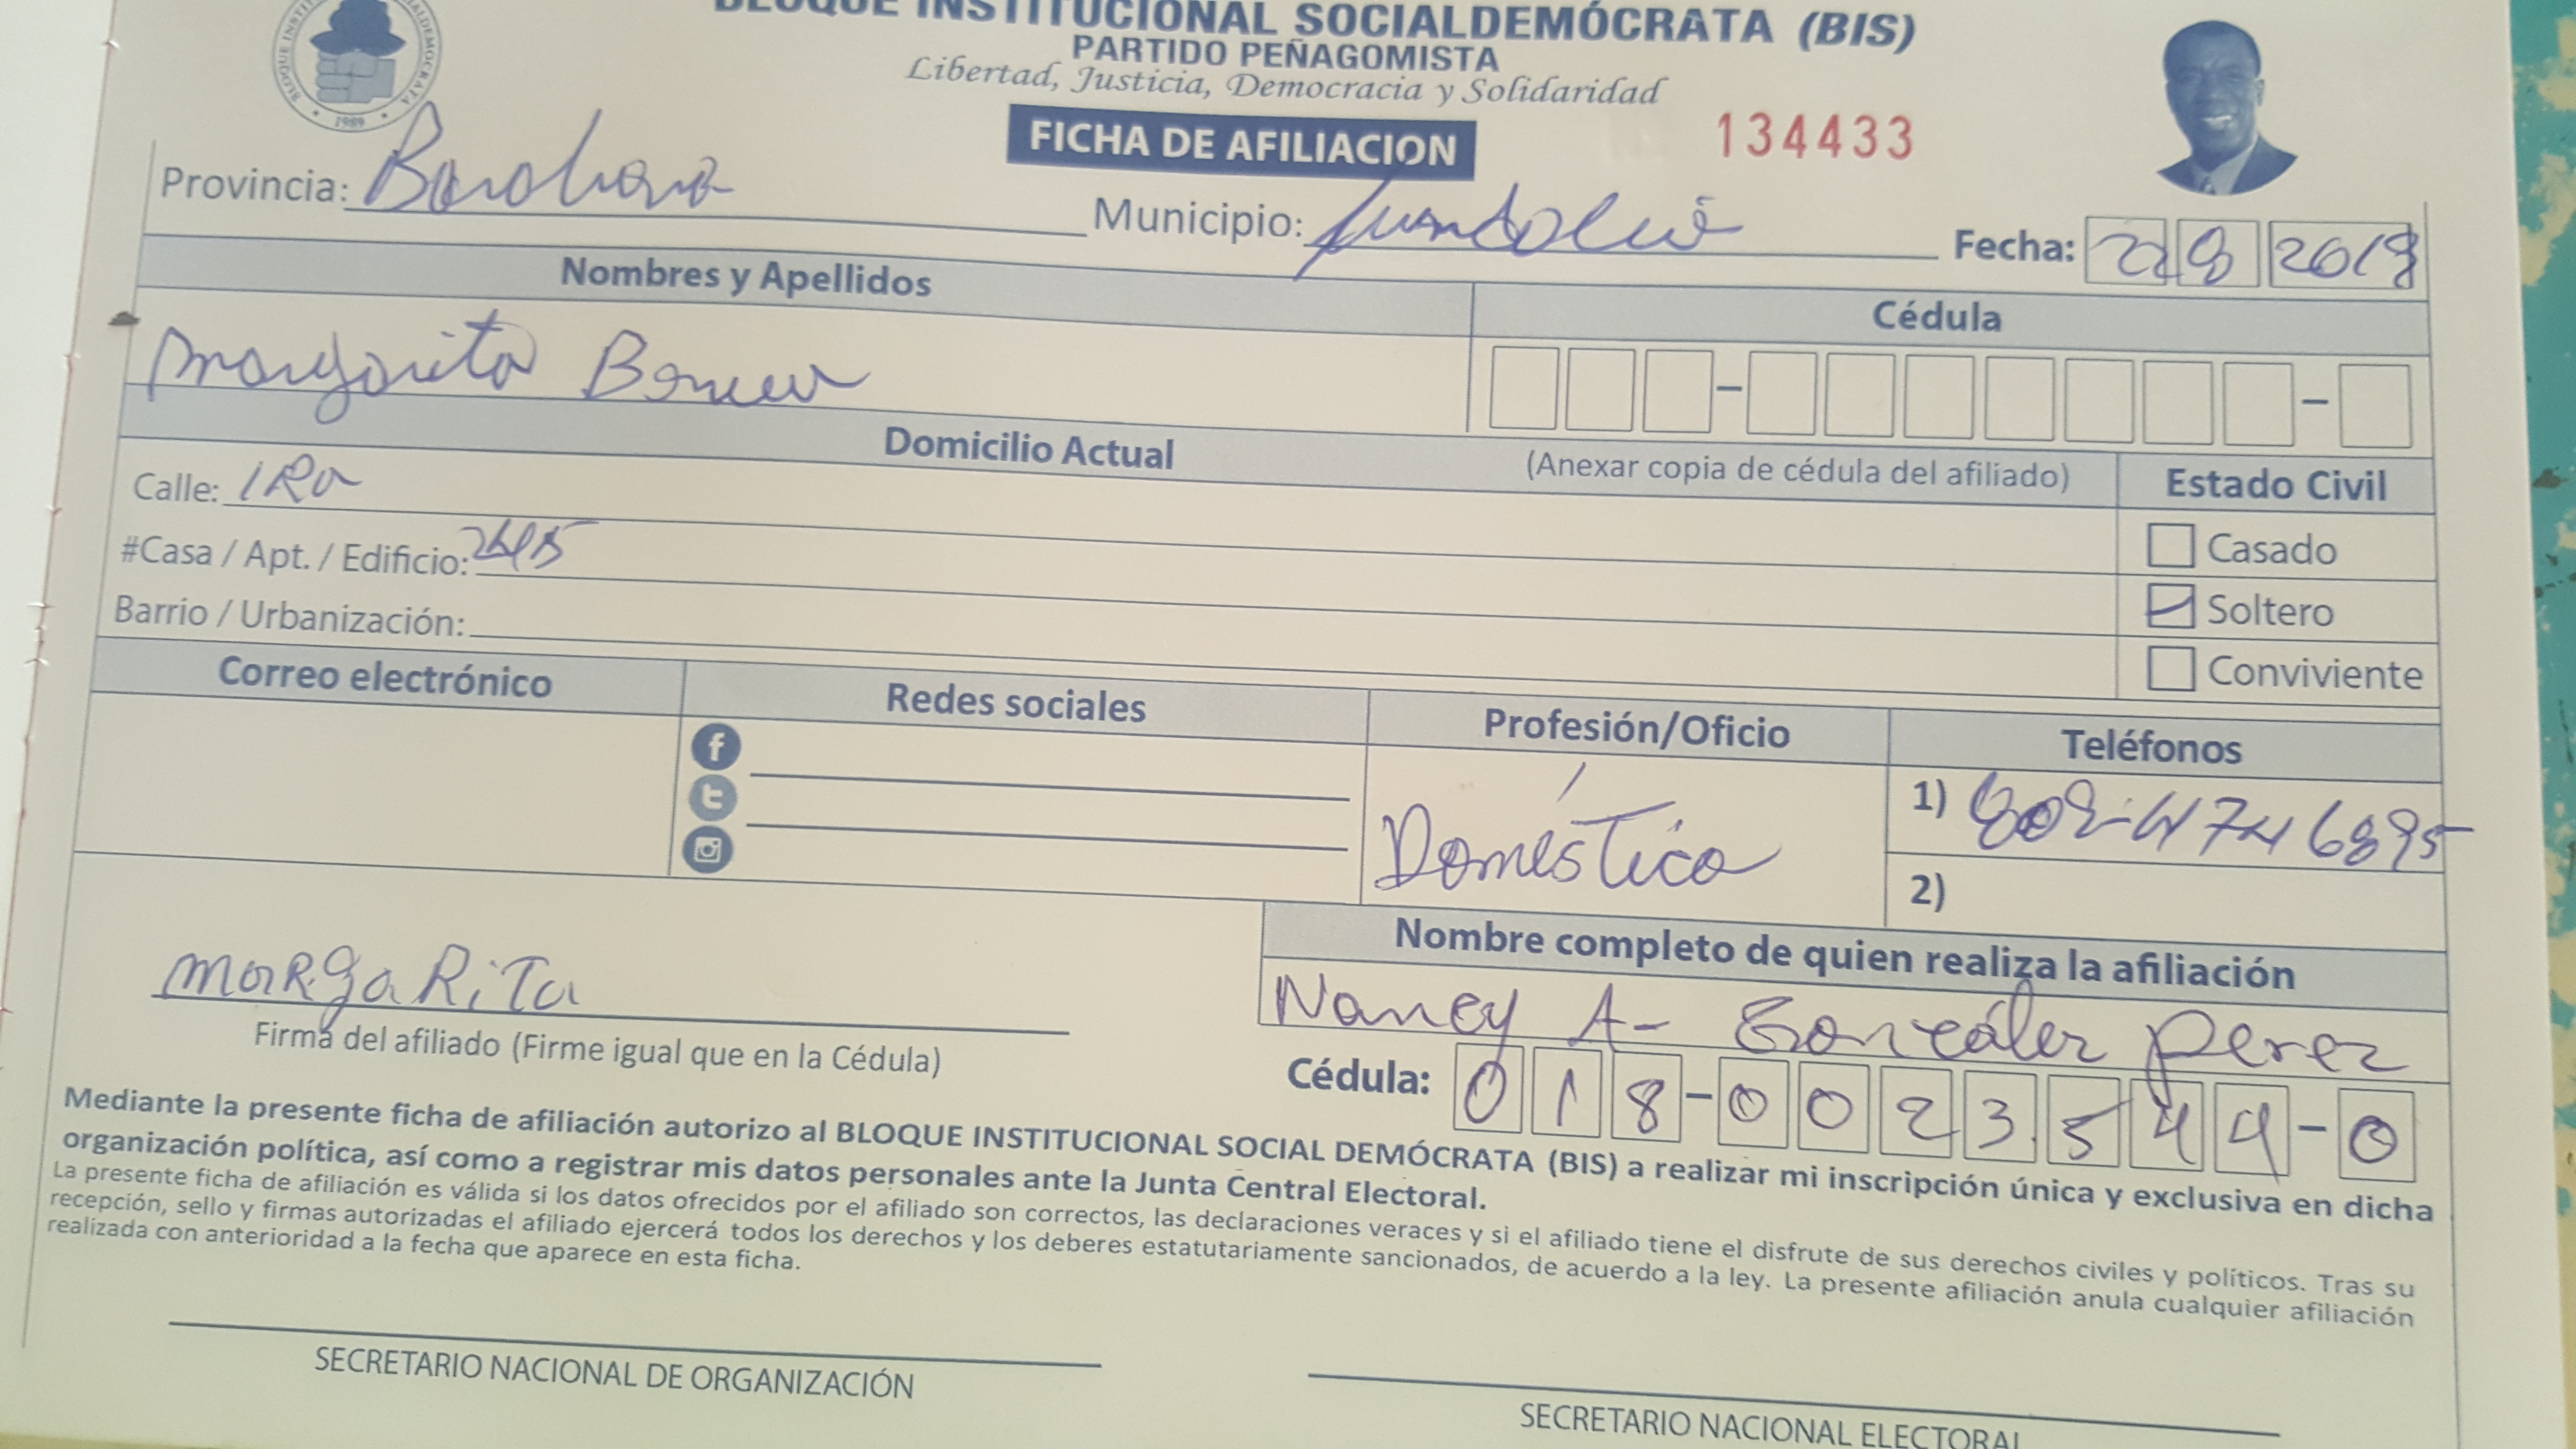 BLOQUE INSTITUCIONAL SOCIALDEMÓCRATA (BIS)
PARTIDO PEÑAGOMISTA
Libertad, Justicia, Democracia y Solidaridad
1989
FICHA DE AFILIACION
134433
Provincia: Barahona
Municipio: Fundación
Fecha: 22 9 2018
Nombres y Apellidos
Cédula
Margarita
Domicilio Actual
(Anexar copia de cédula del afiliado)
Estado Civil
Calle: 1Ra
Casado
#Casa / Apt. / Edificio:
Soltero
Barrio / Urbanización:
Conviviente
Correo electrónico
Redes sociales
Profesión/Oficio
Teléfonos
Doméstica
1) 809-474 6895
2)
Nombre completo de quien realiza la afiliación
MaRgaRiTa
Nancy A- González Perez
Firma del afiliado (Firme igual que en la Cédula)
Cédula: 018-0023544-0
Mediante la presente ficha de afiliación autorizo al BLOQUE INSTITUCIONAL SOCIAL DEMÓCRATA (BIS) a realizar mi inscripción única y exclusiva en dicha
organización política, así como a registrar mis datos personales ante la Junta Central Electoral.
La presente ficha de afiliación es válida si los datos ofrecidos por el afiliado son correctos, las declaraciones veraces y si el afiliado tiene el disfrute de sus derechos civiles y políticos. Tras su
recepción, sello y firmas autorizadas el afiliado ejercerá todos los derechos y los deberes estatutariamente sancionados, de acuerdo a la ley. La presente afiliación anula cualquier afiliación
realizada con anterioridad a la fecha que aparece en esta ficha.
SECRETARIO NACIONAL DE ORGANIZACIÓN
SECRETARIO NACIONAL ELECTORAL